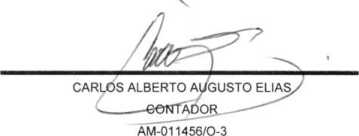 CARLOS ALBERTO AUGUSTO ELIAS
CONTADOR
AM-011456/O-3